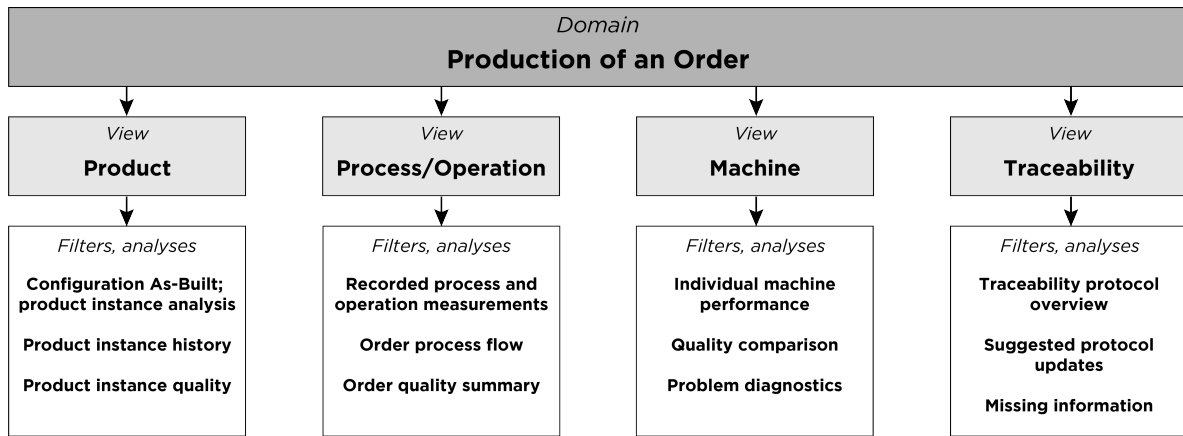 Domain
Production of an Order
View
Product
View
Process/Operation
View
Machine
View
Traceability
Filters, analyses
Configuration As-Built;
product instance analysis
Product instance history
Product instance quality
Filters, analyses
Recorded process and
operation measurements
Order process flow
Order quality summary
Filters, analyses
Individual machine
performance
Quality comparison
Problem diagnostics
Filters, analyses
Traceability protocol
overview
Suggested protocol
updates
Missing information